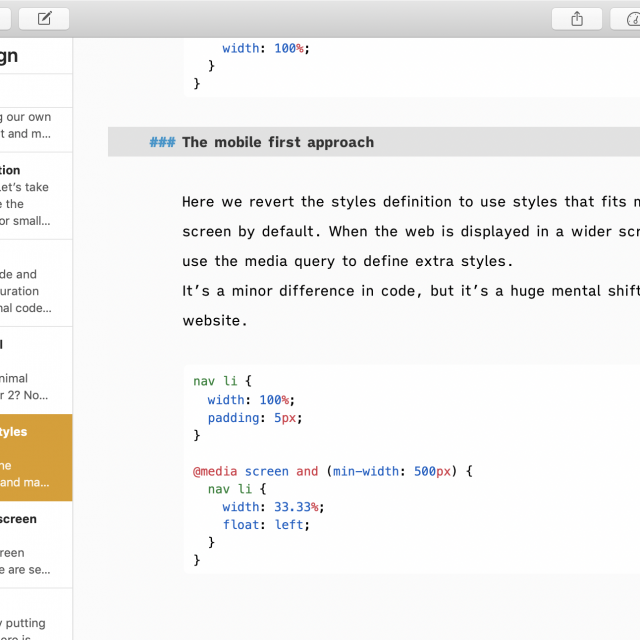 gn
g our own
t and m...
tion
Let's take
e the
or small...
de and
uration
nal code...
nimal
r 2? No...
tyles
ne
and ma...
screen
reen
e are se...
y putting
width: 100%;
}
}
### The mobile first approach
Here we revert the styles definition to use styles that fits
screen by default. When the web is displayed in a wider scr
use the media query to define extra styles.
It's a minor difference in code, but it's a huge mental shift
website.
nav li {
width: 100%;
padding: 5px;
}
@media screen and (min-width: 500px) {
nav li {
width: 33.33%;
float: left;
}
}